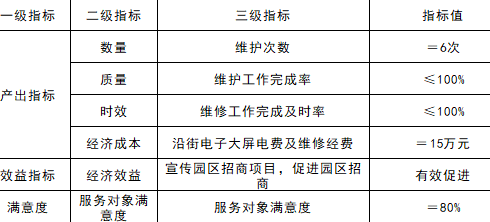 一级指标 二级指标 三级指标 指标值
数量 维护次数 ＝6次
质量 维护工作完成率 ≤100%
产出指标
时效 维修工作完成及时率 ≤100%
经济成本 沿街电子大屏电费及维修经费 ＝15万元
效益指标 经济效益 宣传园区招商项目，促进园区招
商 有效促进
满意度 服务对象满
意度 服务对象满意度 ＝80%